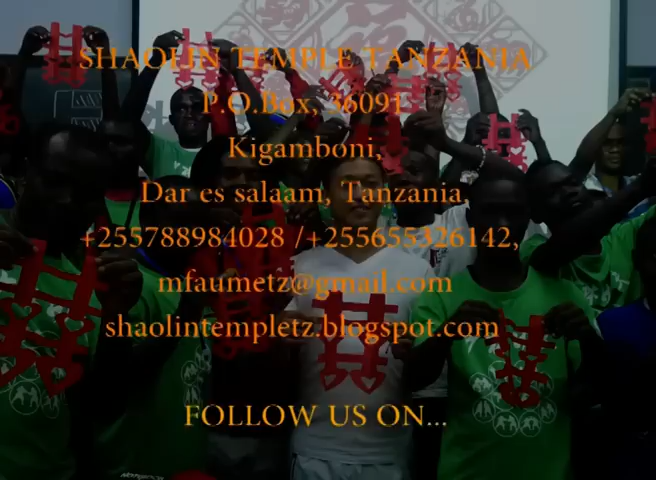 SHAOLIN TEMPLE TANZANIA
P.O.Box, 36091
Kigamboni,
Dar es salaam, Tanzania,
+255788984028 /+255655326142,
mfaumetz@gmail.com
shaolintempletz.blogspot.com
FOLLOW US ON...